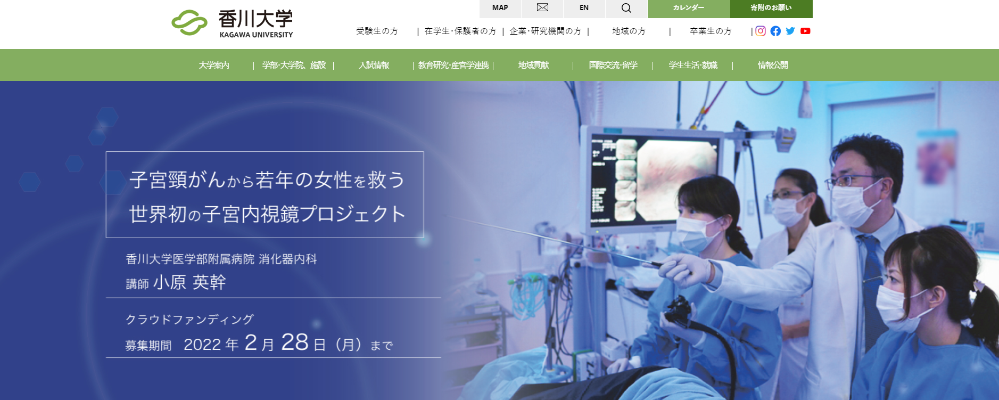 香川大学
KAGAWA UNIVERSITY
MAP
EN
カレンダー
寄附のお願い
受験生の方
在学生・保護者の方
企業・研究機関の方
地域の方
卒業生の方
大学案内
学部・大学院、施設
入試情報
教育研究・産官学連携
地域貢献
国際交流・留学
学生生活・就職
情報公開
子宮頸がんから若年の女性を救う
世界初の子宮内視鏡プロジェクト
香川大学医学部附属病院 消化器内科
講師 小原 英幹
クラウドファンディング
募集期間 2022 年 2 月 28 日（月）まで